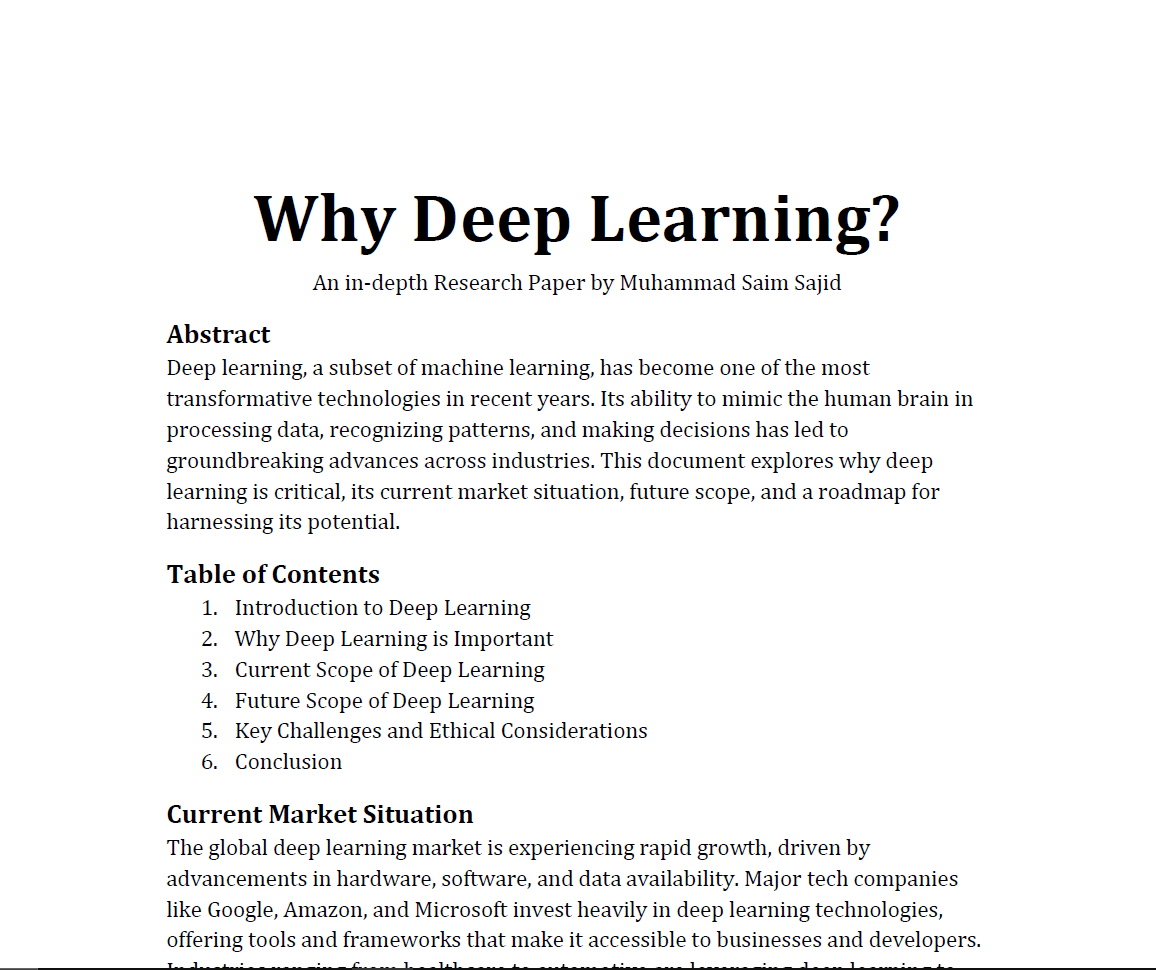 Why Deep Learning?
An in-depth Research Paper by Muhammad Saim Sajid
Abstract
Deep learning, a subset of machine learning, has become one of the most
transformative technologies in recent years. Its ability to mimic the human brain in
processing data, recognizing patterns, and making decisions has led to
groundbreaking advances across industries. This document explores why deep
learning is critical, its current market situation, future scope, and a roadmap for
harnessing its potential.
Table of Contents
1. Introduction to Deep Learning
2. Why Deep Learning is Important
3. Current Scope of Deep Learning
4. Future Scope of Deep Learning
5. Key Challenges and Ethical Considerations
6. Conclusion
Current Market Situation
The global deep learning market is experiencing rapid growth, driven by
advancements in hardware, software, and data availability. Major tech companies
like Google, Amazon, and Microsoft invest heavily in deep learning technologies,
offering tools and frameworks that make it accessible to businesses and developers.